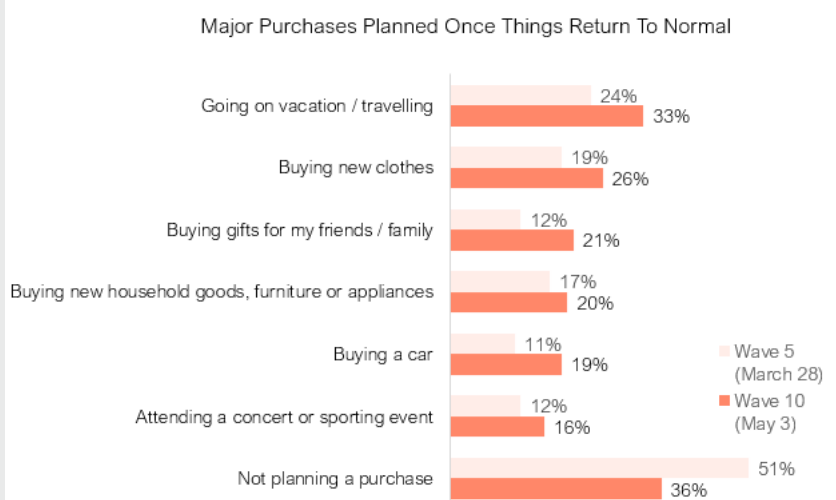 Major Purchases Planned Once Things Return To Normal
Going on vacation / travelling
24%
33%
Buying new clothes
19%
26%
Buying gifts for my friends / family
12%
21%
Buying new household goods, furniture or appliances
17%
20%
Buying a car
11%
19%
Attending a concert or sporting event
12%
16%
Not planning a purchase
51%
36%
Wave 5
(March 28)
Wave 10
(May 3)